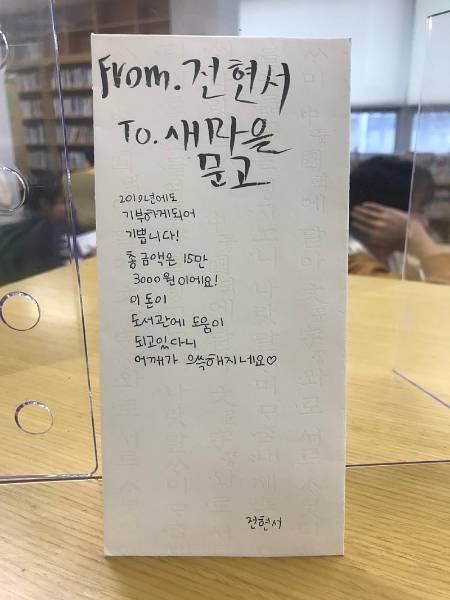 From. 전현서
To. 새마을
문고
2019년에도
기부하게되어
기쁩니다!
총 금액은 15만
3000원이에요!
이 돈이
도서관에 도움이
되고있다니
어깨가 으쓱해지네요♡
전현서